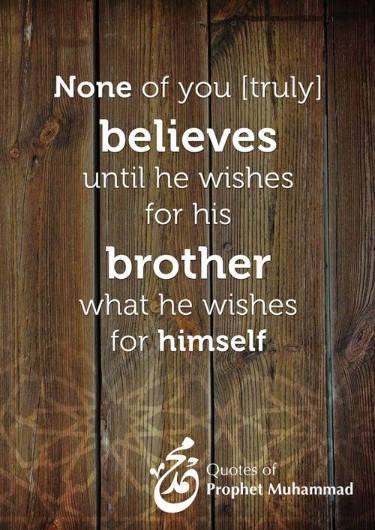 None of you [truly]
believes
until he wishes
for his
brother
what he wishes
for himself
محمد
Quotes of
Prophet Muhammad